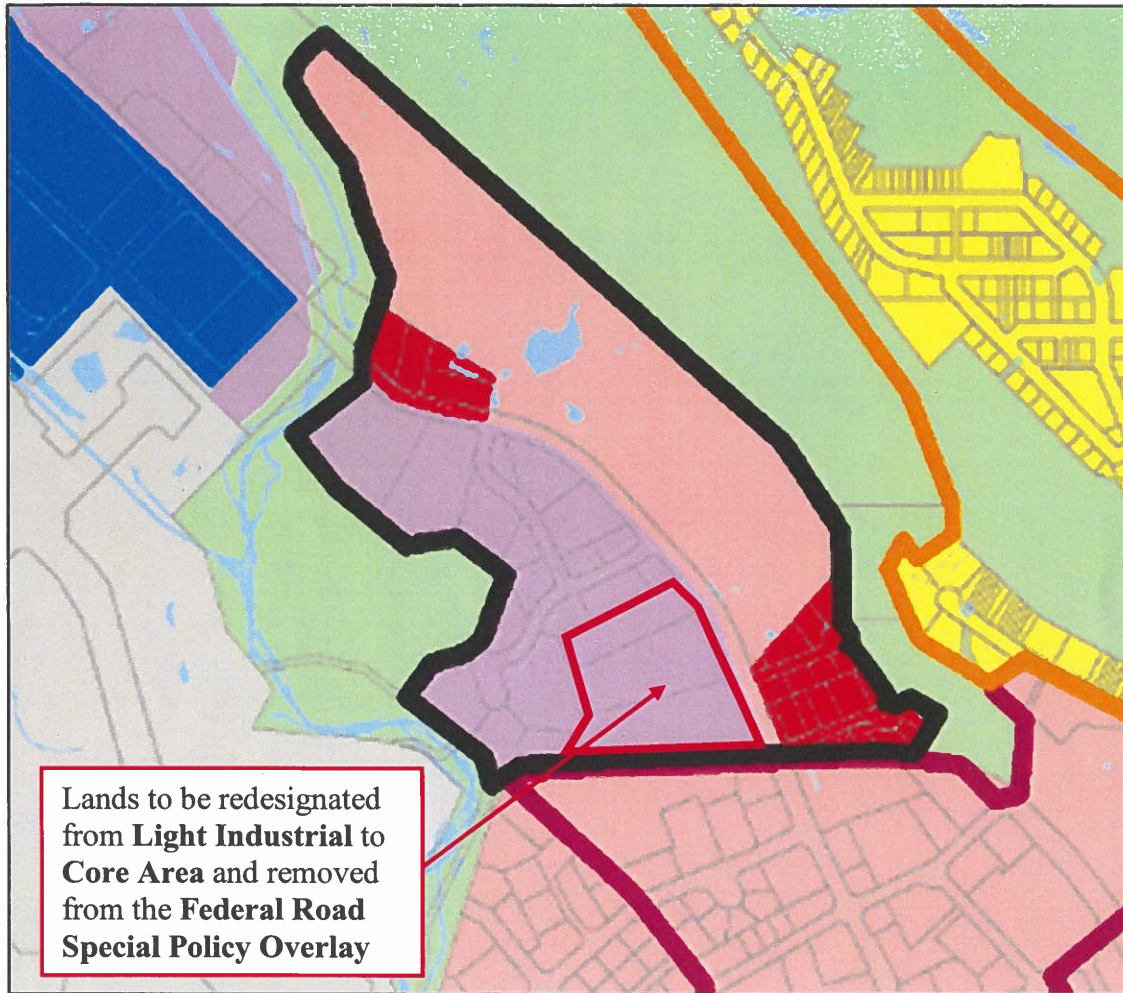 Lands to be redesignated
from Light Industrial to
Core Area and removed
from the Federal Road
Special Policy Overlay